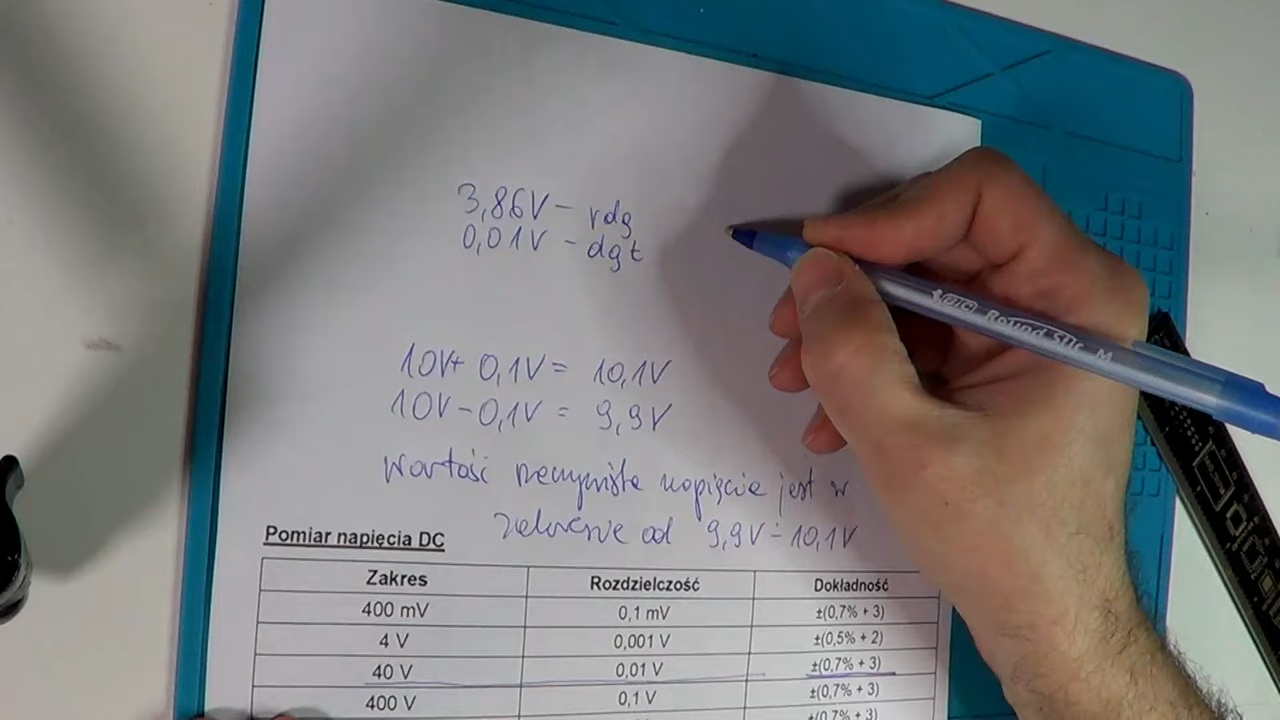 3,86V – rdg
0,01V – dgt
BIC Round Stic M
10V+ 0,1V = 10,1V
10V – 0,1V = 9,9V
Wartość rzeczywista napięcie jest w
zakresie od 9,9V ÷ 10,1V
Pomiar napięcia DC
Zakres Rozdzielczość Dokładność
400 mV 0,1 mV ±(0,7% + 3)
4 V 0,001 V ±(0,5% + 2)
40 V 0,01 V ±(0,7% + 3)
400 V 0,1 V ±(0,7% + 3)
±(0,7% + 3)